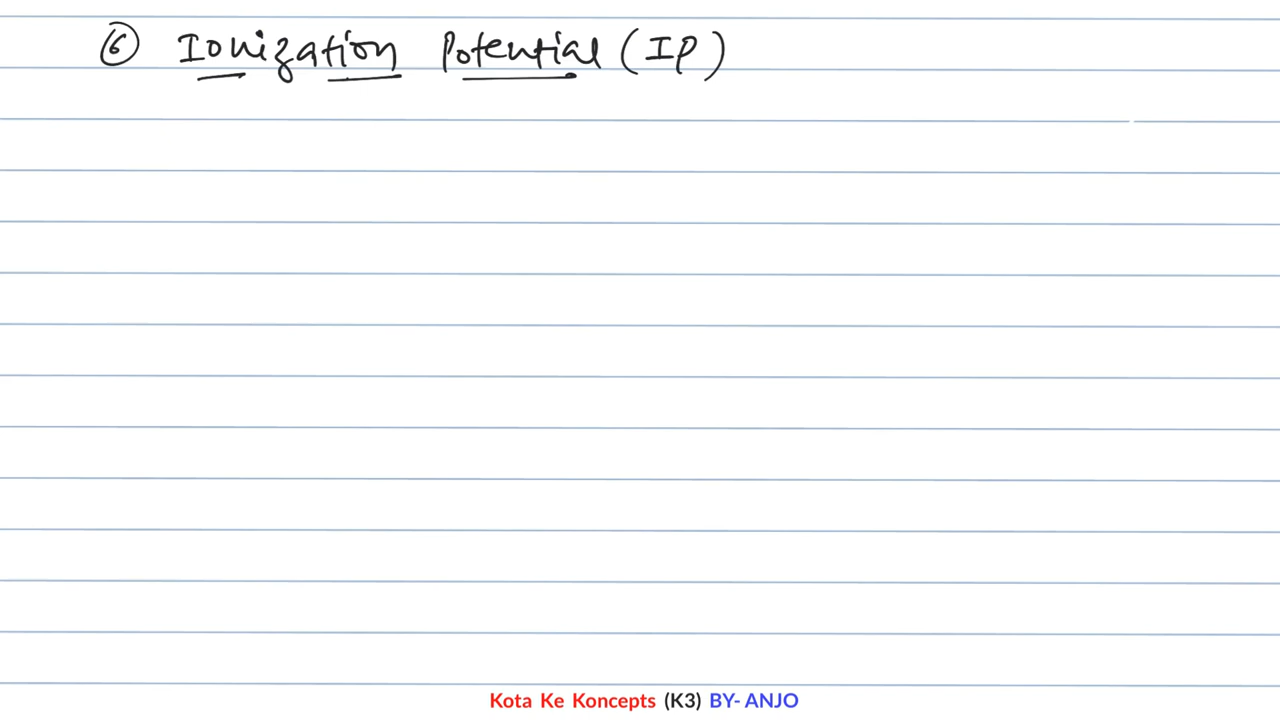 ⑥ Ionization Potential (IP)
Kota Ke Koncepts (K3) BY- ANJO